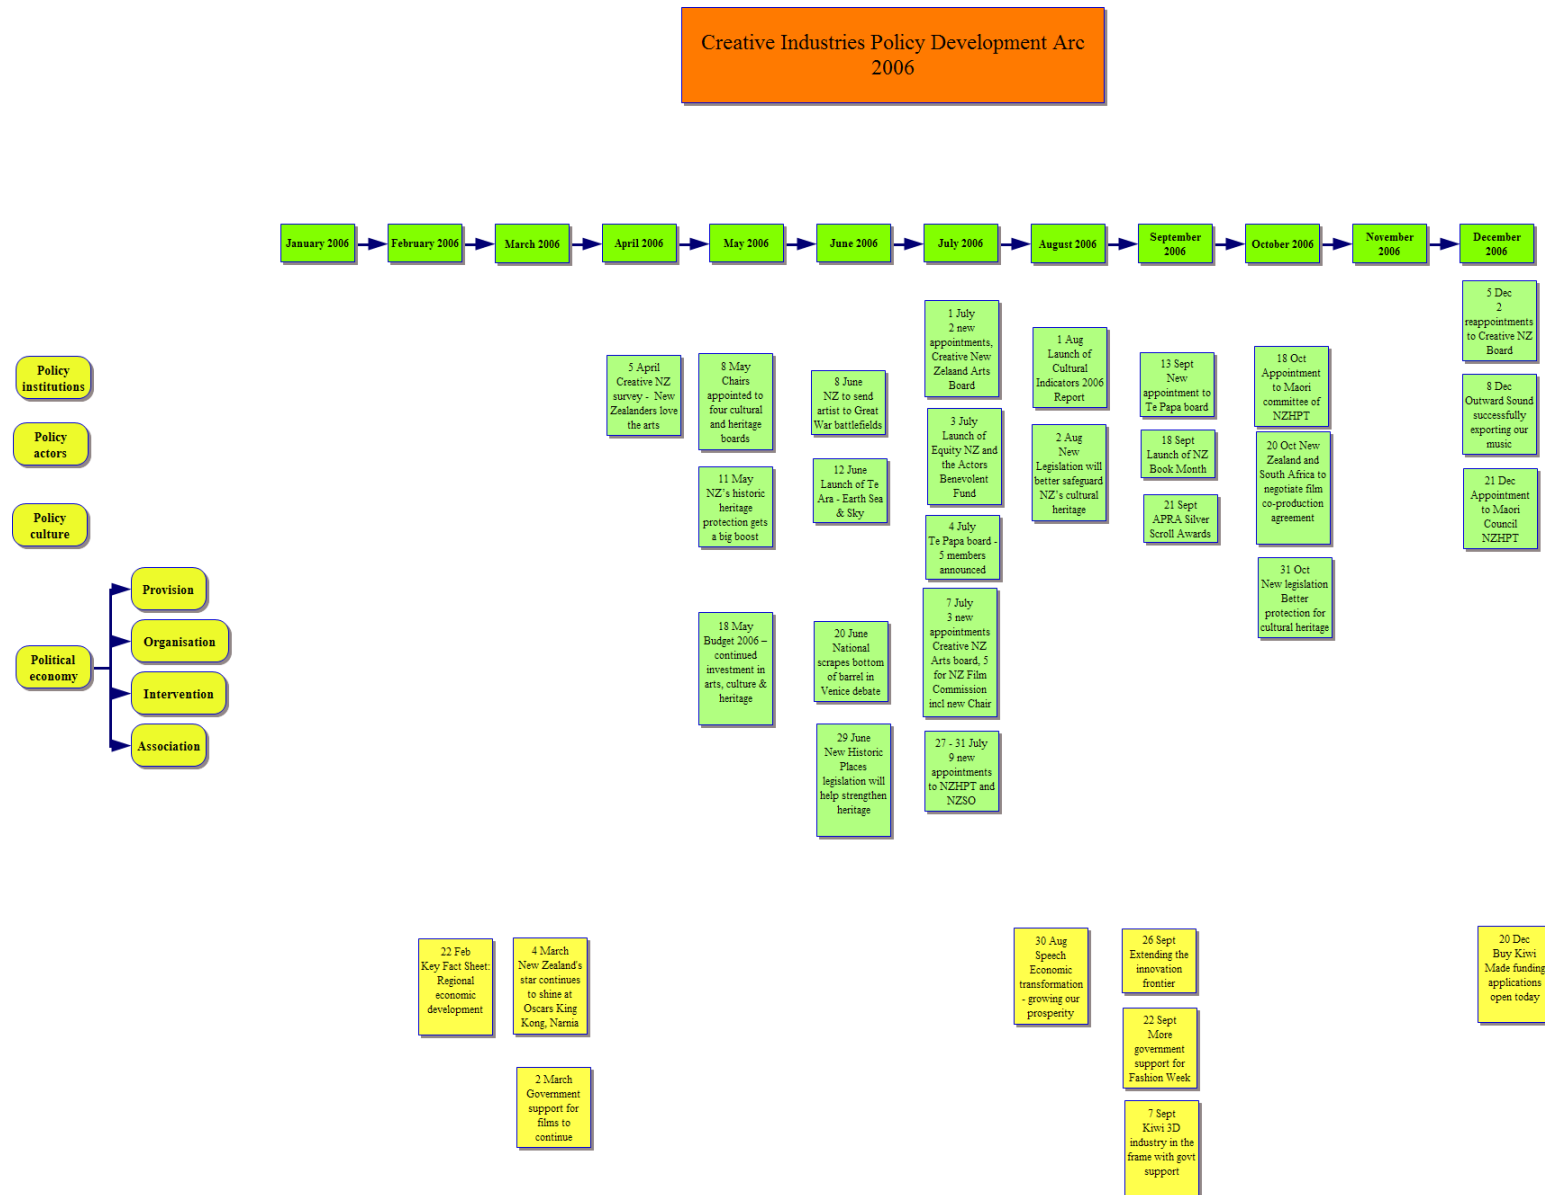 Creative Industries Policy Development Arc
2006
January 2006
February 2006
March 2006
April 2006
May 2006
June 2006
July 2006
August 2006
September
2006
October 2006
November
2006
December
2006
Policy
institutions
Policy
actors
Policy
culture
Political
economy
Provision
Organisation
Intervention
Association
5 April
Creative NZ
survey - New
Zealanders love
the arts
8 May
Chairs
appointed to
four cultural
and heritage
boards
11 May
NZ's historic
heritage
protection gets
a big boost
18 May
Budget 2006 –
continued
investment in
arts, culture &
heritage
8 June
NZ to send
artist to Great
War battlefields
12 June
Launch of Te
Ara - Earth Sea
& Sky
20 June
National
scrapes bottom
of barrel in
Venice debate
29 June
New Historic
Places
legislation will
help strengthen
heritage
1 July
2 new
appointments,
Creative New
Zelaand Arts
Board
3 July
Launch of
Equity NZ and
the Actors
Benevolent
Fund
4 July
Te Papa board -
5 members
announced
7 July
3 new
appointments
Creative NZ
Arts board, 5
for NZ Film
Commission
incl new Chair
27 - 31 July
9 new
appointments
to NZHPT and
NZSO
1 Aug
Launch of
Cultural
Indicators 2006
Report
2 Aug
New
Legislation will
better safeguard
NZ's cultural
heritage
13 Sept
New
appointment to
Te Papa board
18 Sept
Launch of NZ
Book Month
21 Sept
APRA Silver
Scroll Awards
18 Oct
Appointment
to Maori
committee of
NZHPT
20 Oct New
Zealand and
South Africa to
negotiate film
co-production
agreement
31 Oct
New legislation
Better
protection for
cultural heritage
5 Dec
2
reappointments
to Creative NZ
Board
8 Dec
Outward Sound
successfully
exporting our
music
21 Dec
Appointment
to Maori
Council
NZHPT
22 Feb
Key Fact Sheet:
Regional
economic
development
4 March
New Zealand's
star continues
to shine at
Oscars King
Kong, Narnia
2 March
Government
support for
films to
continue
30 Aug
Speech
Economic
transformation
- growing our
prosperity
26 Sept
Extending the
innovation
frontier
22 Sept
More
government
support for
Fashion Week
7 Sept
Kiwi 3D
industry in the
frame with govt
support
20 Dec
Buy Kiwi
Made funding
applications
open today